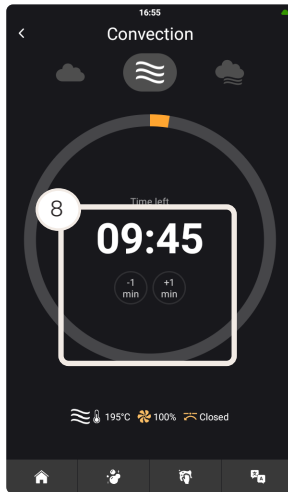 16:55
Convection
Time left
8
09:45
-1 +1
min min
195°C 100% Closed